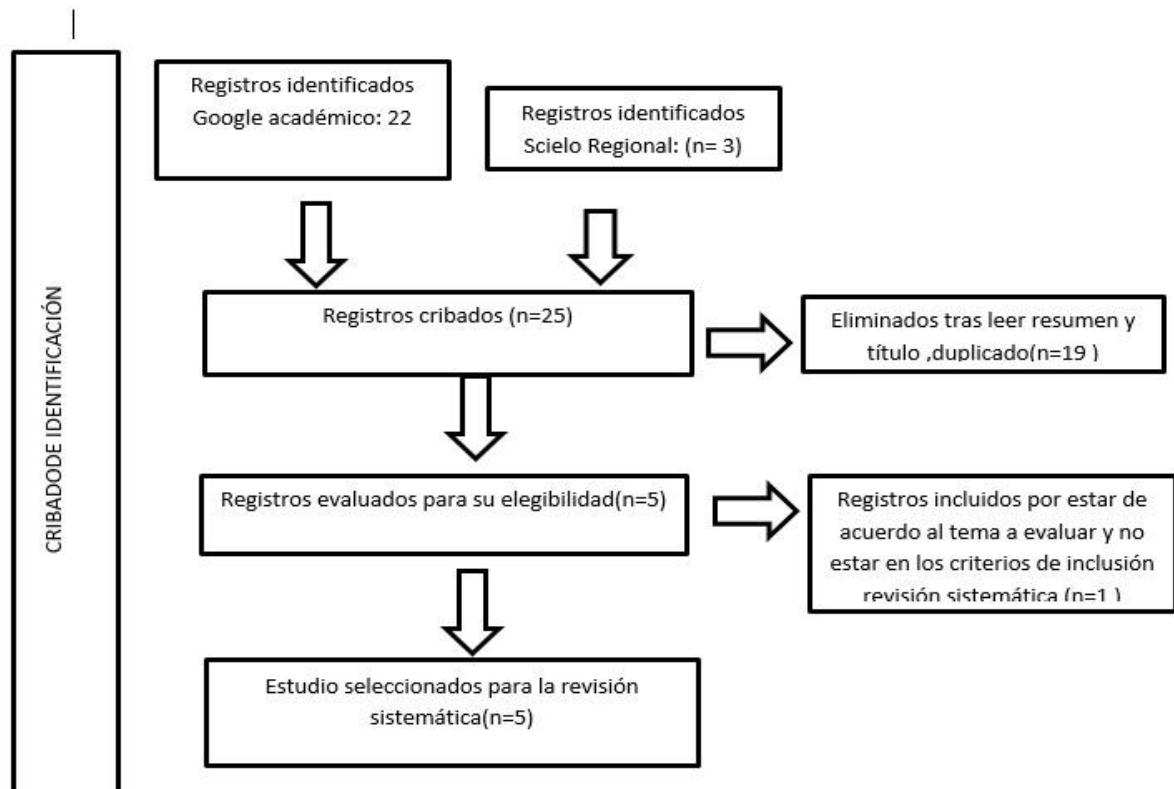 CRIBADODE IDENTIFICACIÓN
Registros identificados
Google académico: 22
Registros identificados
Scielo Regional: (n= 3)
Registros cribados (n=25)
Eliminados tras leer resumen y
título ,duplicado(n=19 )
Registros evaluados para su elegibilidad(n=5)
Registros incluidos por estar de
acuerdo al tema a evaluar y no
estar en los criterios de inclusión
revisión sistemática (n=1 )
Estudio seleccionados para la revisión
sistemática(n=5)